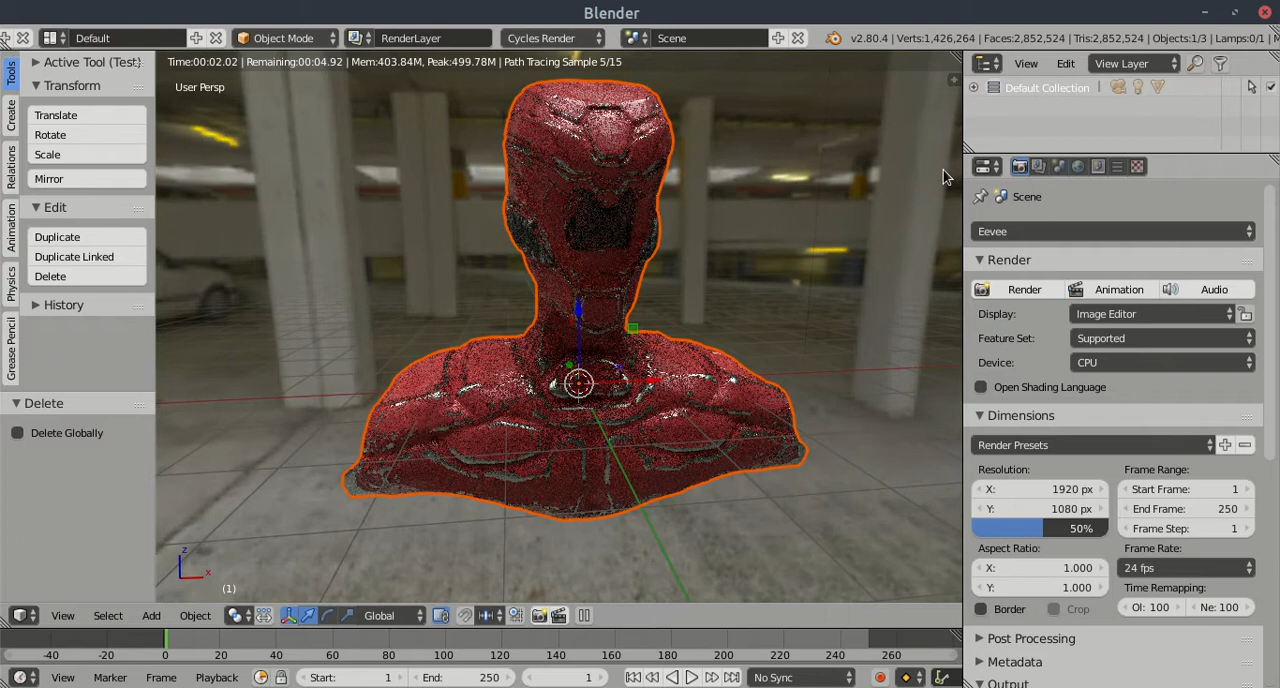 Blender
Default
Object Mode
RenderLayer
Cycles Render
Scene
v2.80.4 | Verts:1,426,264 | Faces:2,852,524 | Tris:2,852,524 | Objects:1/3 | Lamps:0/1 |
Tools
Create
Relations
Animation
Physics
Grease Pencil
Active Tool (Test)
Transform
Translate
Rotate
Scale
Mirror
Edit
Duplicate
Duplicate Linked
Delete
History
Delete
Delete Globally
Time:00:02.02 | Remaining:00:04.92 | Mem:403.84M, Peak:499.78M | Path Tracing Sample 5/15
User Persp
z
x
(1)
View
Select
Add
Object
Global
-40 -20 0 20 40 60 80 100 120 140 160 180 200 220 240 260
View
Marker
Frame
Playback
Start: 1
End: 250
1
No Sync
View
Edit
View Layer
Default Collection
Scene
Eevee
Render
Render
Animation
Audio
Display:
Image Editor
Feature Set:
Supported
Device:
CPU
Open Shading Language
Dimensions
Render Presets
Resolution:
X: 1920 px
Y: 1080 px
50%
Frame Range:
Start Frame: 1
End Frame: 250
Frame Step: 1
Aspect Ratio:
X: 1.000
Y: 1.000
Frame Rate:
24 fps
Time Remapping:
Border
Crop
Ol: 100
Ne: 100
Post Processing
Metadata
Output